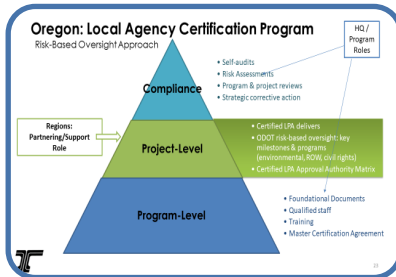 Oregon: Local Agency Certification Program
Risk-Based Oversight Approach
HQ /
Program
Roles
• Self-audits
• Risk Assessments
• Program & project reviews
• Strategic corrective action
Compliance
Regions:
Partnering/Support
Role
Project-Level
• Certified LPA delivers
• ODOT risk-based oversight: key
milestones & programs
(environmental, ROW, civil rights)
• Certified LPA Approval Authority Matrix
Program-Level
• Foundational Documents
• Qualified staff
• Training
• Master Certification Agreement